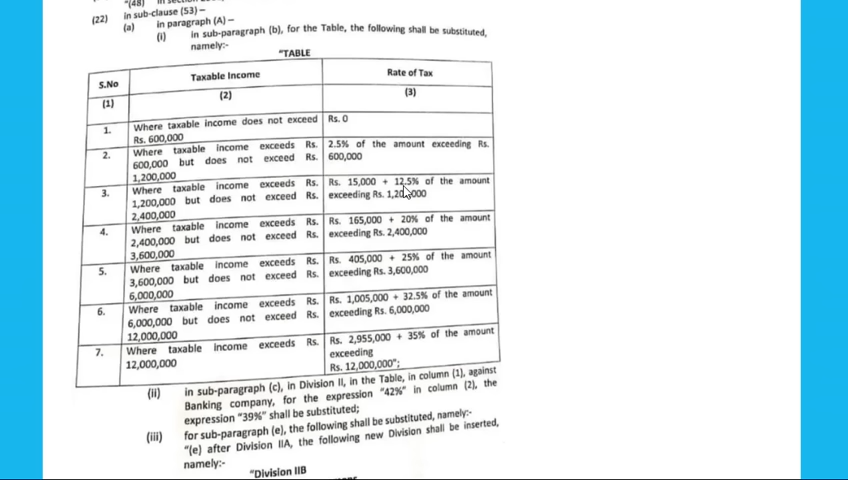 "(48)
(22) in sub-clause (53) –
(a) in paragraph (A) –
(i) in sub-paragraph (b), for the Table, the following shall be substituted,
namely:-
"TABLE
S.No Taxable Income Rate of Tax
(1) (2) (3)
1. Where taxable income does not exceed Rs. 0
Rs. 600,000
2. Where taxable income exceeds Rs. 2.5% of the amount exceeding Rs.
600,000 but does not exceed Rs. 600,000
1,200,000
3. Where taxable income exceeds Rs. Rs. 15,000 + 12.5% of the amount
1,200,000 but does not exceed Rs. exceeding Rs.
2,400,000
4. Where taxable income exceeds Rs. Rs. 165,000 + 20% of the amount
2,400,000 but does not exceed Rs. exceeding Rs. 2,400,000
3,600,000
5. Where taxable income exceeds Rs. Rs. 405,000 + 25% of the amount
3,600,000 but does not exceed Rs. exceeding Rs. 3,600,000
6,000,000
6. Where taxable income exceeds Rs. Rs. 1,005,000 + 32.5% of the amount
6,000,000 but does not exceed Rs. exceeding Rs. 6,000,000
12,000,000
7. Where taxable income exceeds Rs. Rs. 2,955,000 + 35% of the amount
12,000,000 exceeding
Rs. 12,000,000";
(ii) in sub-paragraph (c), in Division II, in the Table, in column (1), against
Banking company, for the expression "42%" in column (2), the
expression "39%" shall be substituted;
(iii) for sub-paragraph (e), the following shall be substituted, namely:-
"(e) after Division IIA, the following new Division shall be inserted,
namely:-
"Division IIB